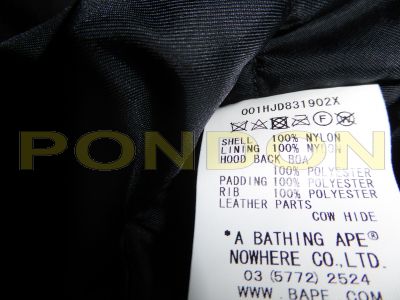 001HJD831902X
SHELL 100% NYLON
LINING 100% NYLON
HOOD BACK BOA
100% POLYESTER
PADDING 100% POLYESTER
RIB 100% POLYESTER
LEATHER PARTS
COW HIDE
*A BATHING APE®
NOWHERE CO.,LTD.
03 (5772) 2524
WWW.BAPE.COM
PONDON